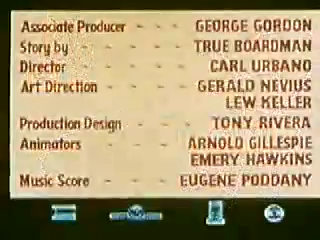 Associate Producer - - - GEORGE GORDON
Story by - - - TRUE BOARDMAN
Director - - - CARL URBANO
Art Direction - - - GERALD NEVIUS
LEW KELLER
Production Design - - TONY RIVERA
Animators - - - ARNOLD GILLESPIE
EMERY HAWKINS
Music Score - - - EUGENE PODDANY